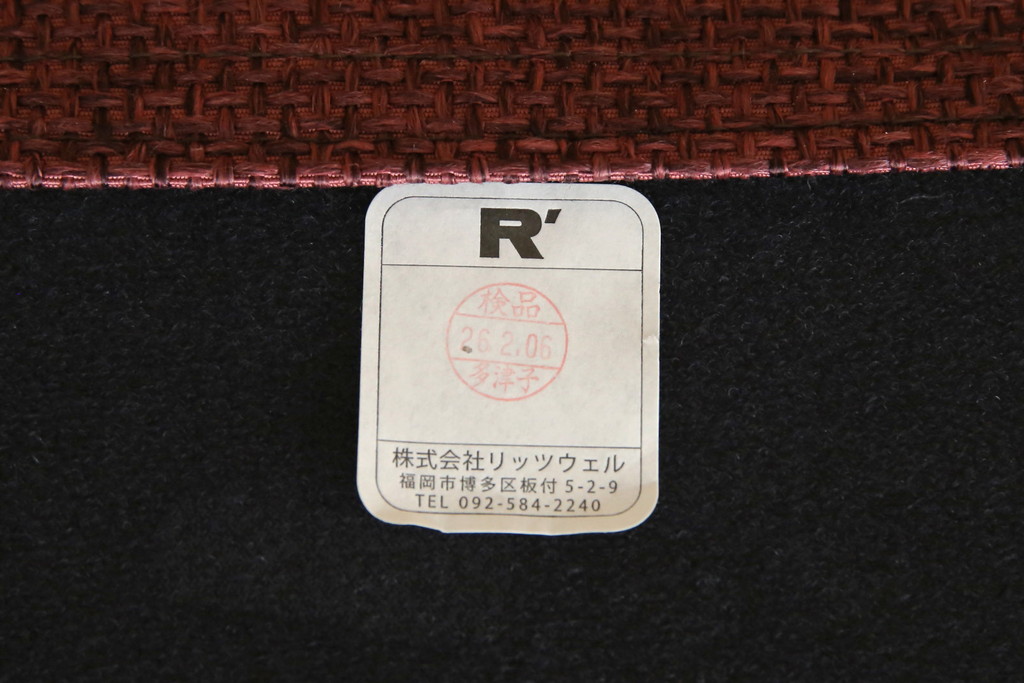 R'
検品
26.2.06
多津子
株式会社リッツウェル
福岡市博多区板付 5-2-9
TEL 092-584-2240